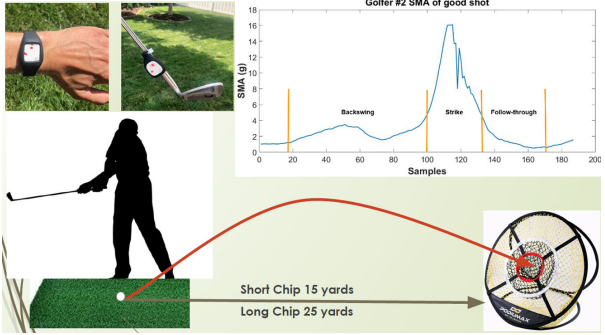 Golfer #2 SMA of good shot
SMA (g)
18
16
14
12
10
8
6
4
2
0
Backswing
Strike
Follow-through
0
20
40
60
80
100
120
140
160
180
200
Samples
Short Chip 15 yards
Long Chip 25 yards
PODIUMAX